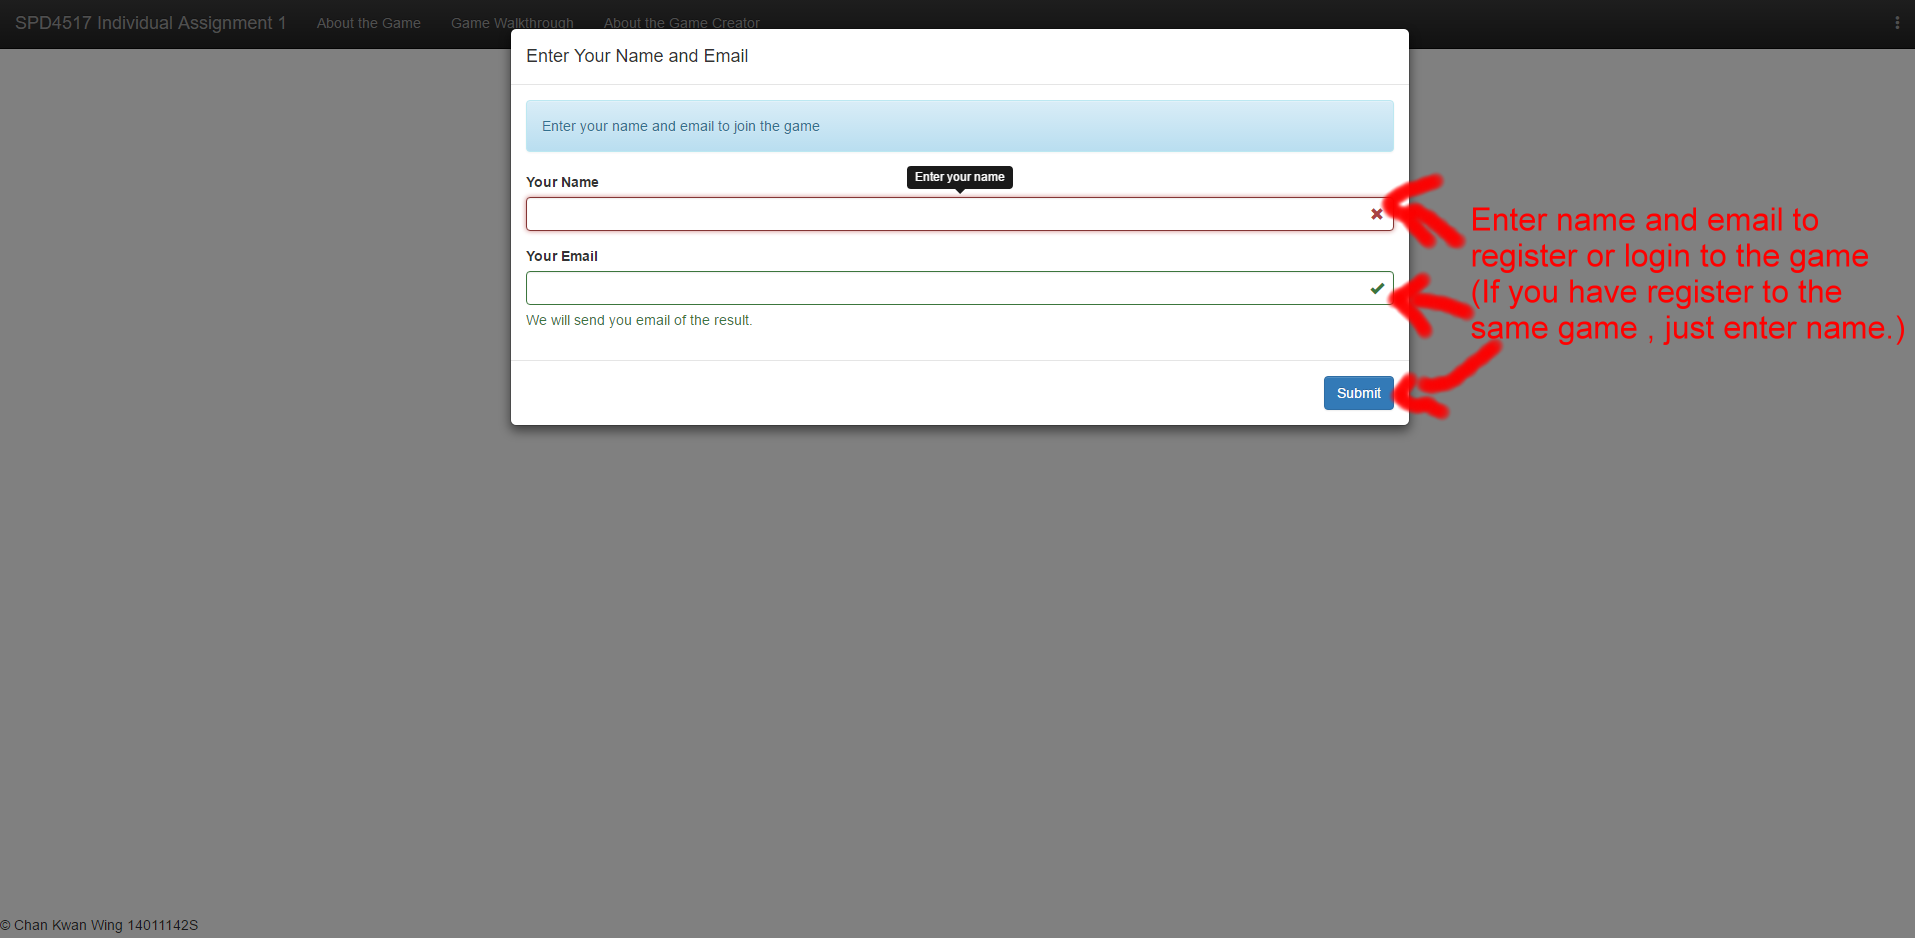 SPD4517 Individual Assignment 1 About the Game Game Walkthrough About the Game Creator
Enter Your Name and Email
Enter your name and email to join the game
Enter your name
Your Name
Your Email
We will send you email of the result.
Submit
Enter name and email to
register or login to the game
(If you have register to the
same game , just enter name.)
© Chan Kwan Wing 14011142S